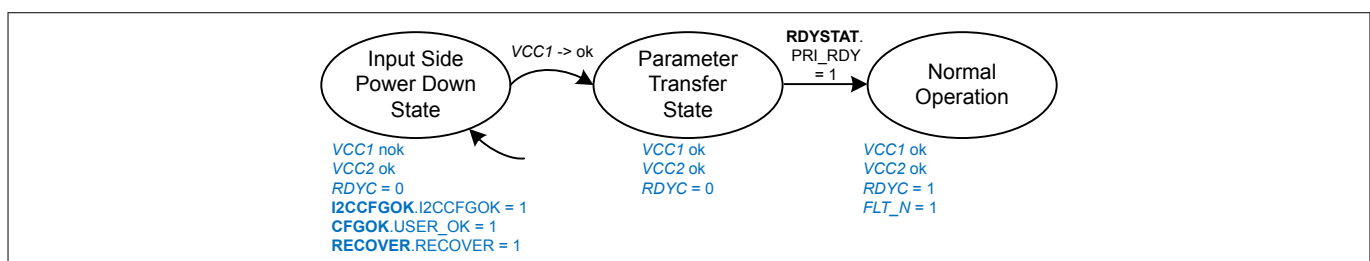 Input Side
Power Down
State
VCC1 -> ok
Parameter
Transfer
State
RDYSTAT.
PRI_RDY
= 1
Normal
Operation
VCC1 nok
VCC2 ok
RDYC = 0
I2CCFGOK.I2CCFGOK = 1
CFGOK.USER_OK = 1
RECOVER.RECOVER = 1
VCC1 ok
VCC2 ok
RDYC = 0
VCC1 ok
VCC2 ok
RDYC = 1
FLT_N = 1